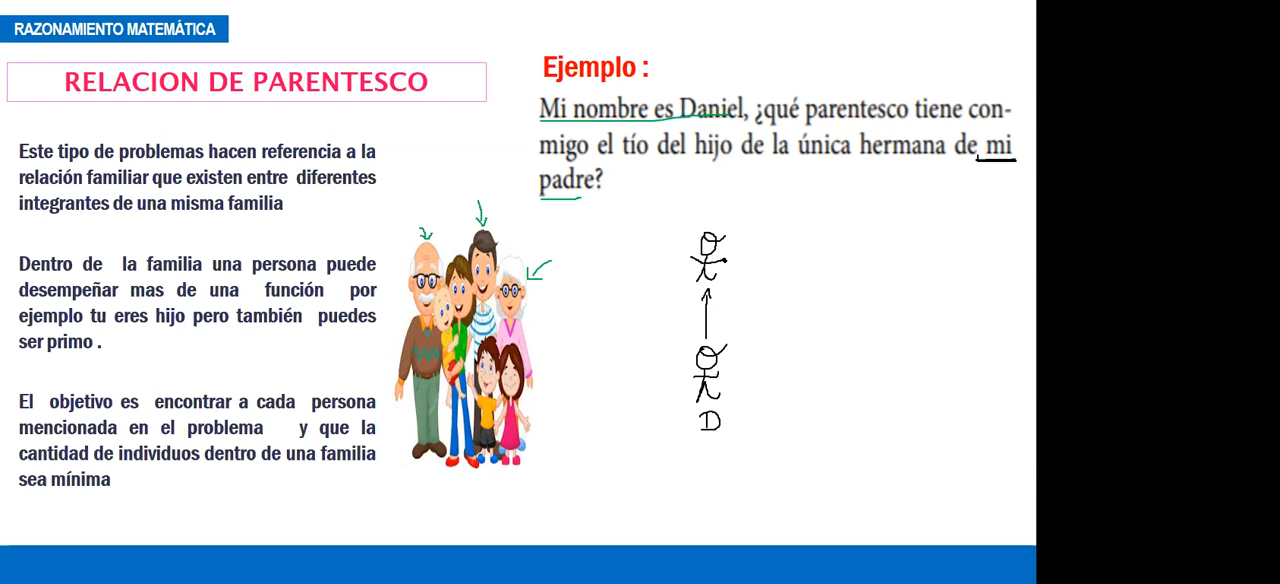 RAZONAMIENTO MATEMÁTICA
RELACION DE PARENTESCO
Este tipo de problemas hacen referencia a la
relación familiar que existen entre diferentes
integrantes de una misma familia
Dentro de la familia una persona puede
desempeñar mas de una función por
ejemplo tu eres hijo pero también puedes
ser primo .
El objetivo es encontrar a cada persona
mencionada en el problema y que la
cantidad de individuos dentro de una familia
sea mínima
Ejemplo :
Mi nombre es Daniel, ¿qué parentesco tiene con-
migo el tío del hijo de la única hermana de mi
padre?
D